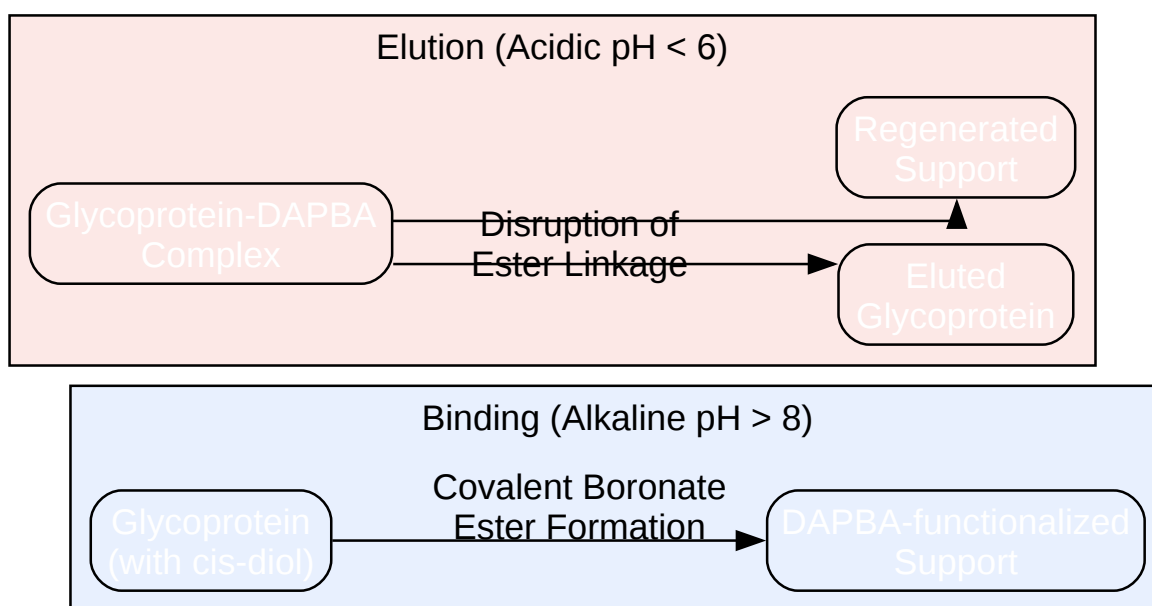 Elution (Acidic pH < 6)
Regenerated
Support
Glycoprotein-DAPBA
Complex
Disruption of
Ester Linkage
Eluted
Glycoprotein
Binding (Alkaline pH > 8)
Covalent Boronate
Ester Formation
Glycoprotein
(with cis-diol)
DAPBA-functionalized
Support